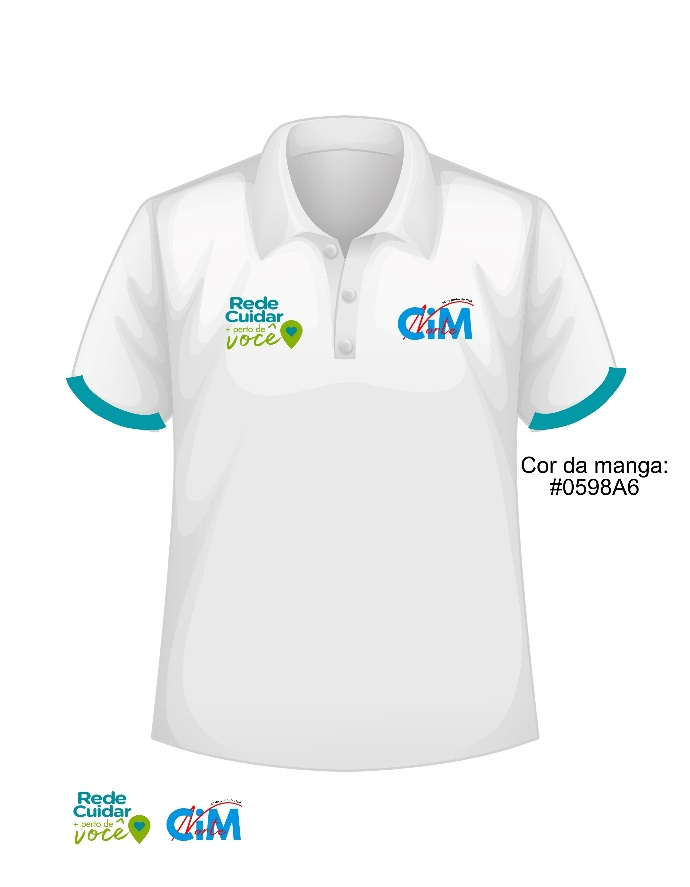 Rede
Cuidar
+ perto de
você
CiM
Norte
Cor da manga:
#0598A6
Rede
Cuidar
+ perto de
você
CiM
Norte